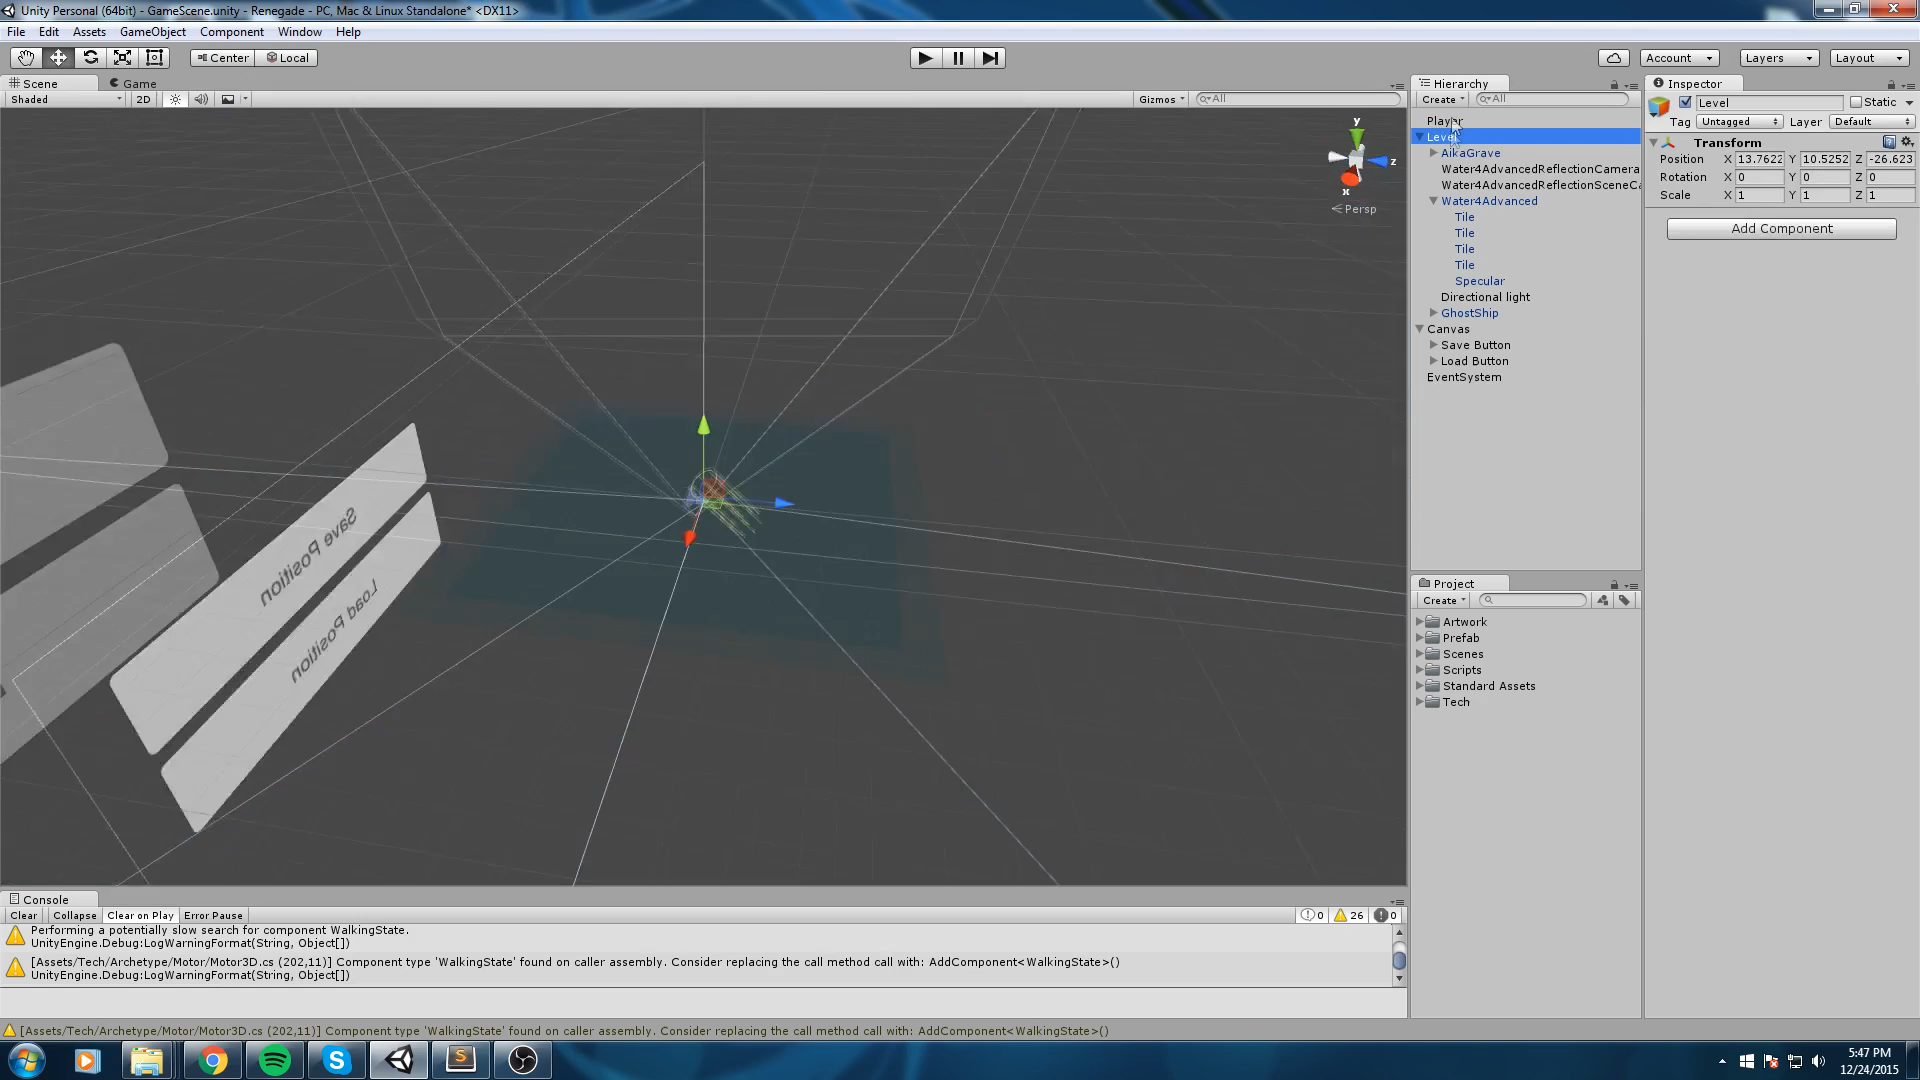 Unity Personal (64bit) - GameScene.unity - Renegade - PC, Mac & Linux Standalone* <DX11>
File Edit Assets GameObject Component Window Help
Center Local Account Layers Layout
Scene Game
Shaded 2D Gizmos All
y
z
x
Persp
Save Position
Load Position
Hierarchy
Create All
Player
Level
AikaGrave
Water4AdvancedReflectionCamera
Water4AdvancedReflectionSceneCa
Water4Advanced
Tile
Tile
Tile
Tile
Specular
Directional light
GhostShip
Canvas
Save Button
Load Button
EventSystem
Project
Create
Artwork
Prefab
Scenes
Scripts
Standard Assets
Tech
Inspector
Level Static
Tag Untagged Layer Default
Transform
Position X 13.7622 Y 10.5252 Z -26.623
Rotation X 0 Y 0 Z 0
Scale X 1 Y 1 Z 1
Add Component
Console
Clear Collapse Clear on Play Error Pause 0 26 0
Performing a potentially slow search for component WalkingState.
UnityEngine.Debug:LogWarningFormat(String, Object[])
[Assets/Tech/Archetype/Motor/Motor3D.cs (202,11)] Component type 'WalkingState' found on caller assembly. Consider replacing the call method call with: AddComponent<WalkingState>()
UnityEngine.Debug:LogWarningFormat(String, Object[])
[Assets/Tech/Archetype/Motor/Motor3D.cs (202,11)] Component type 'WalkingState' found on caller assembly. Consider replacing the call method call with: AddComponent<WalkingState>()
5:47 PM
12/24/2015